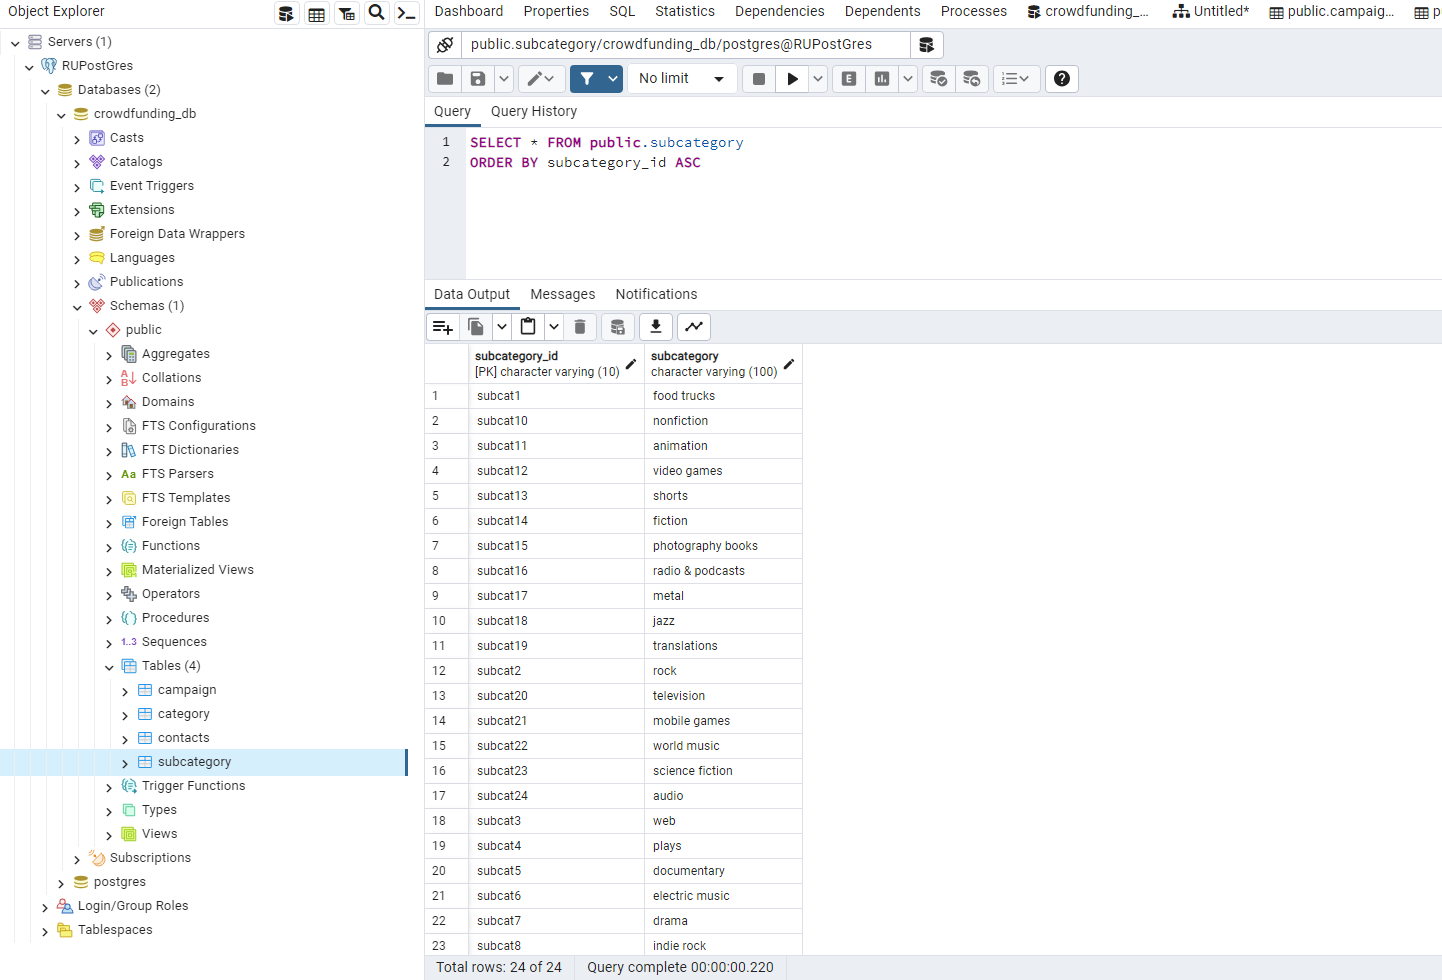 Object Explorer
Dashboard Properties SQL Statistics Dependencies Dependents Processes crowdfunding_... Untitled* public.campaig... p
Servers (1)
RUPostGres
Databases (2)
crowdfunding_db
Casts
Catalogs
Event Triggers
Extensions
Foreign Data Wrappers
Languages
Publications
Schemas (1)
public
Aggregates
Collations
Domains
FTS Configurations
FTS Dictionaries
Aa FTS Parsers
FTS Templates
Foreign Tables
Functions
Materialized Views
Operators
Procedures
1..3 Sequences
Tables (4)
campaign
category
contacts
subcategory
Trigger Functions
Types
Views
Subscriptions
postgres
Login/Group Roles
Tablespaces
public.subcategory/crowdfunding_db/postgres@RUPostGres
No limit
E
Query Query History
1 SELECT * FROM public.subcategory
2 ORDER BY subcategory_id ASC
Data Output Messages Notifications
subcategory_id subcategory
[PK] character varying (10) character varying (100)
1 subcat1 food trucks
2 subcat10 nonfiction
3 subcat11 animation
4 subcat12 video games
5 subcat13 shorts
6 subcat14 fiction
7 subcat15 photography books
8 subcat16 radio & podcasts
9 subcat17 metal
10 subcat18 jazz
11 subcat19 translations
12 subcat2 rock
13 subcat20 television
14 subcat21 mobile games
15 subcat22 world music
16 subcat23 science fiction
17 subcat24 audio
18 subcat3 web
19 subcat4 plays
20 subcat5 documentary
21 subcat6 electric music
22 subcat7 drama
23 subcat8 indie rock
Total rows: 24 of 24 Query complete 00:00:00.220